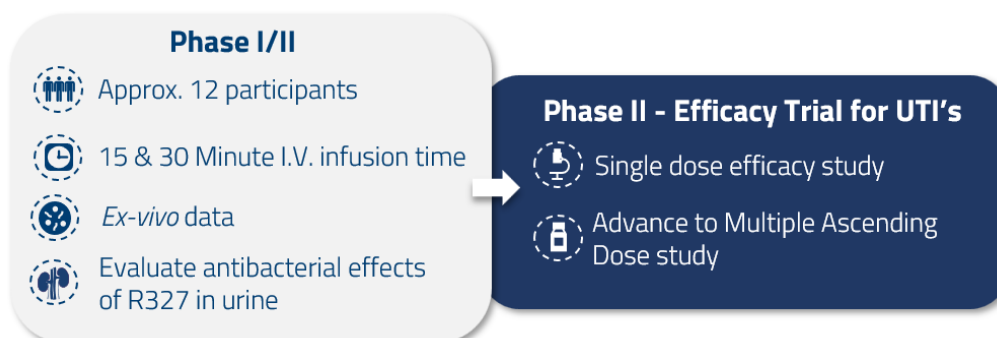 Phase I/II
Approx. 12 participants
15 & 30 Minute I.V. infusion time
Ex-vivo data
Evaluate antibacterial effects
of R327 in urine
Phase II - Efficacy Trial for UTI's
Single dose efficacy study
Advance to Multiple Ascending
Dose study